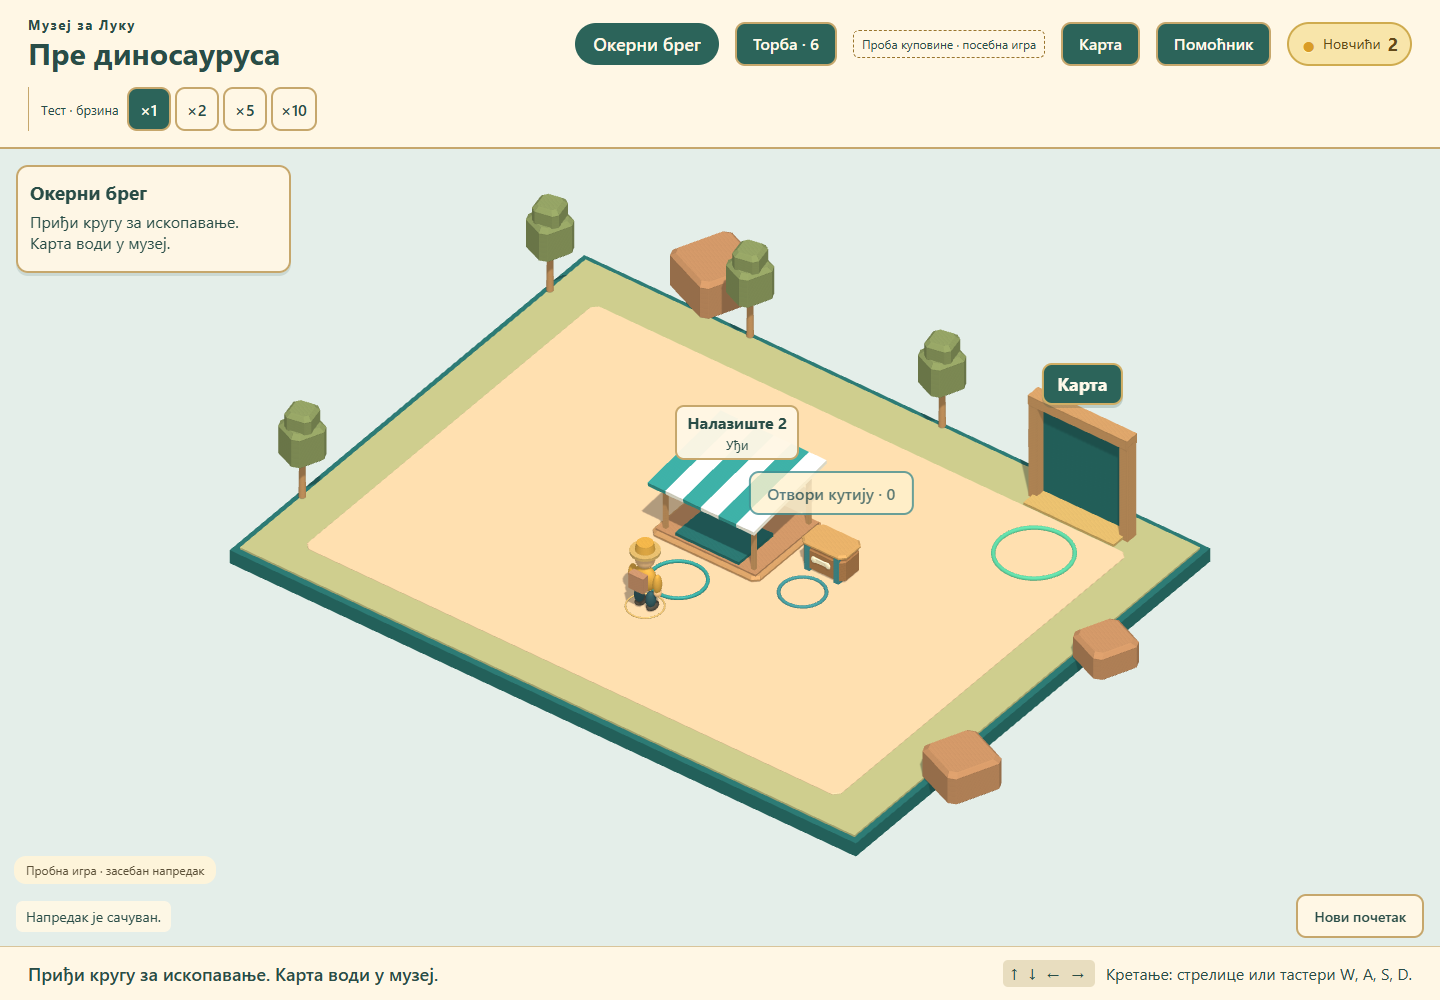 Музеј за Луку
Пре диносауруса
Окерни брег
Торба · 6
Проба куповине · посебна игра
Карта
Помоћник
Новчићи 2
Тест · брзина
×1
×2
×5
×10
Окерни брег
Приђи кругу за ископавање.
Карта води у музеј.
Карта
Налазиште 2
Уђи
Отвори кутију · 0
Пробна игра · засебан напредак
Напредак је сачуван.
Нови почетак
Приђи кругу за ископавање. Карта води у музеј.
↑ ↓ ← → Кретање: стрелице или тастери W, A, S, D.